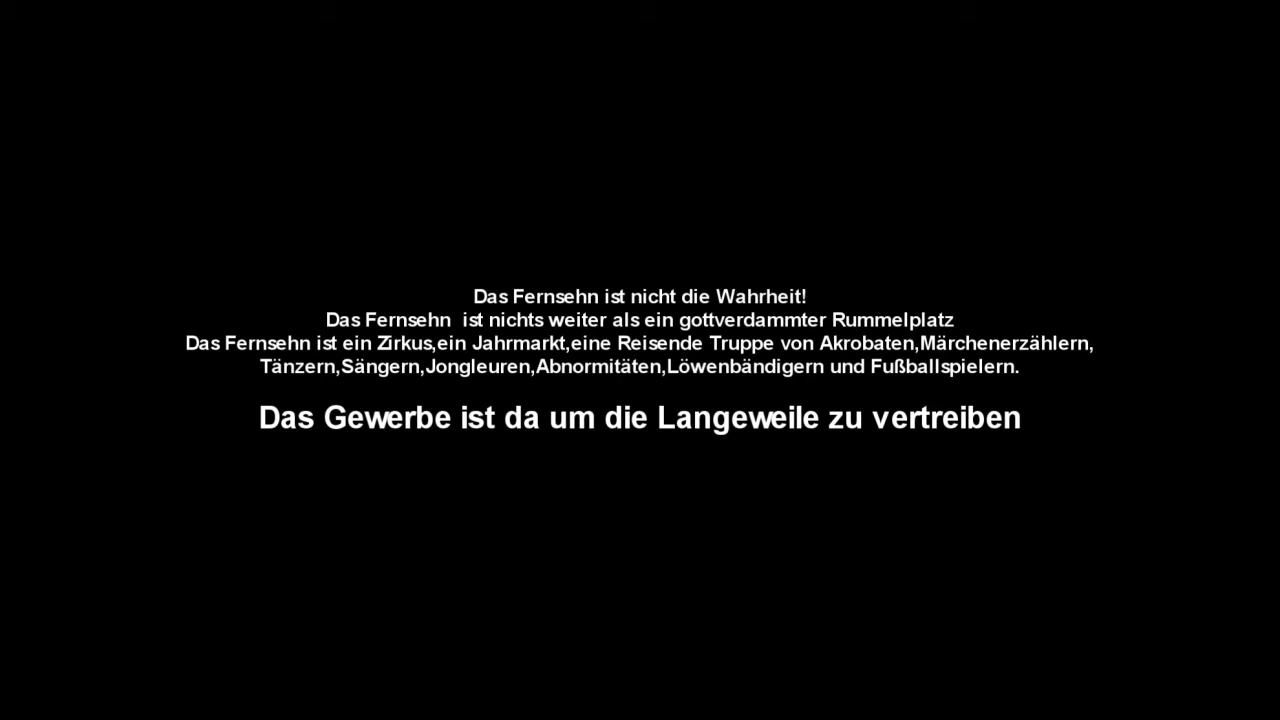 Das Fernsehn ist nicht die Wahrheit!
Das Fernsehn  ist nichts weiter als ein gottverdammter Rummelplatz
Das Fernsehn ist ein Zirkus,ein Jahrmarkt,eine Reisende Truppe von Akrobaten,Märchenerzählern,
Tänzern,Sängern,Jongleuren,Abnormitäten,Löwenbändigern und Fußballspielern.
Das Gewerbe ist da um die Langeweile zu vertreiben